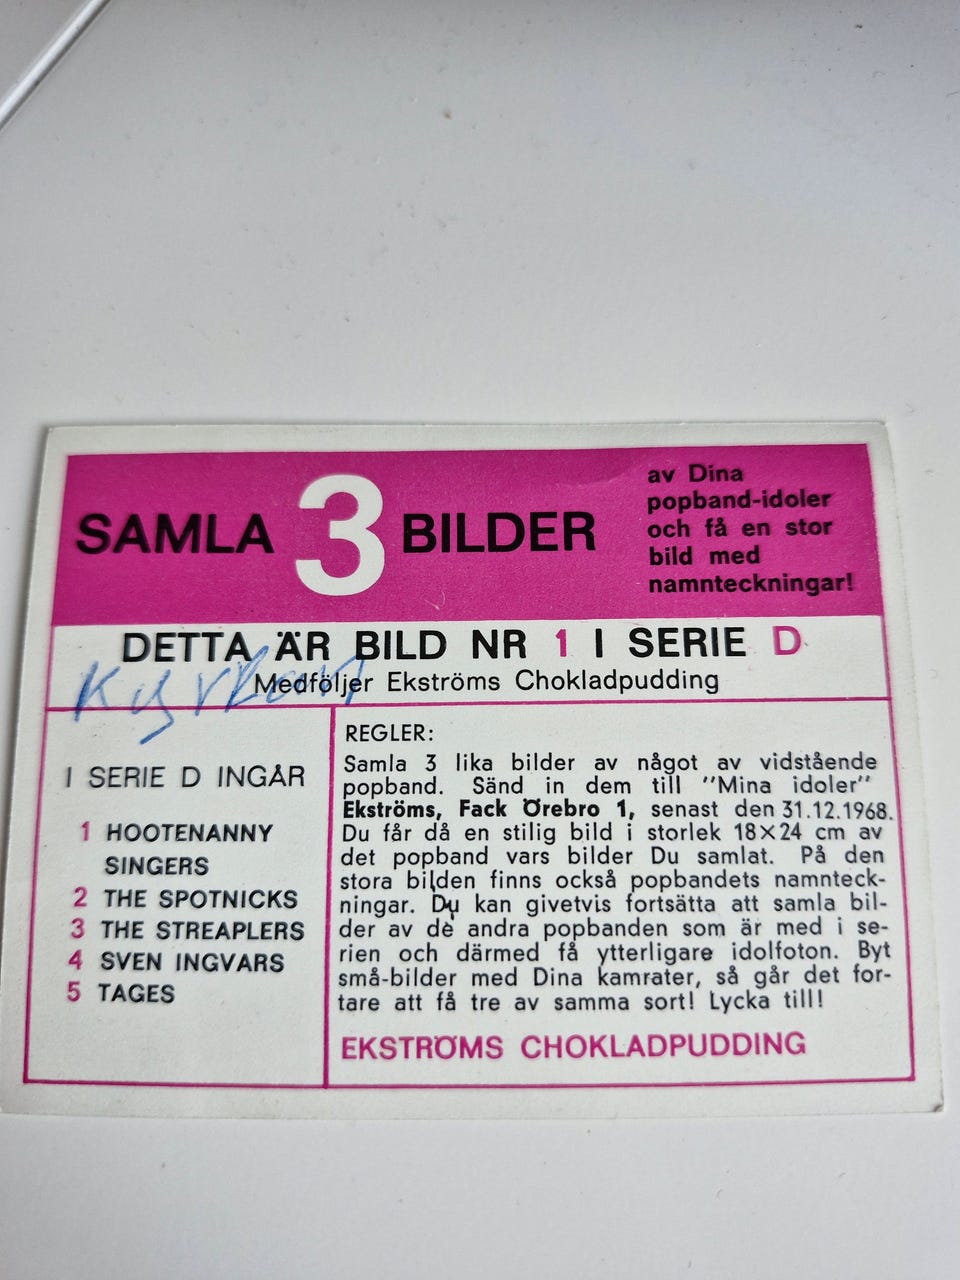 SAMLA 3 BILDER
av Dina
popband-idoler
och få en stor
bild med
namnteckningar!
DETTA ÄR BILD NR 1 I SERIE D
Medföljer Ekströms Chokladpudding
I SERIE D INGÅR
1 HOOTENANNY
SINGERS
2 THE SPOTNICKS
3 THE STREAPLERS
4 SVEN INGVARS
5 TAGES
REGLER:
Samla 3 lika bilder av något av vidstående
popband. Sänd in dem till "Mina idoler"
Ekströms, Fack Örebro 1, senast den 31.12.1968.
Du får då en stilig bild i storlek 18×24 cm av
det popband vars bilder Du samlat. På den
stora bilden finns också popbandets namnteck-
ningar. Du kan givetvis fortsätta att samla bil-
der av de andra popbanden som är med i se-
rien och därmed få ytterligare idolfoton. Byt
små-bilder med Dina kamrater, så går det for-
tare att få tre av samma sort! Lycka till!
EKSTRÖMS CHOKLADPUDDING